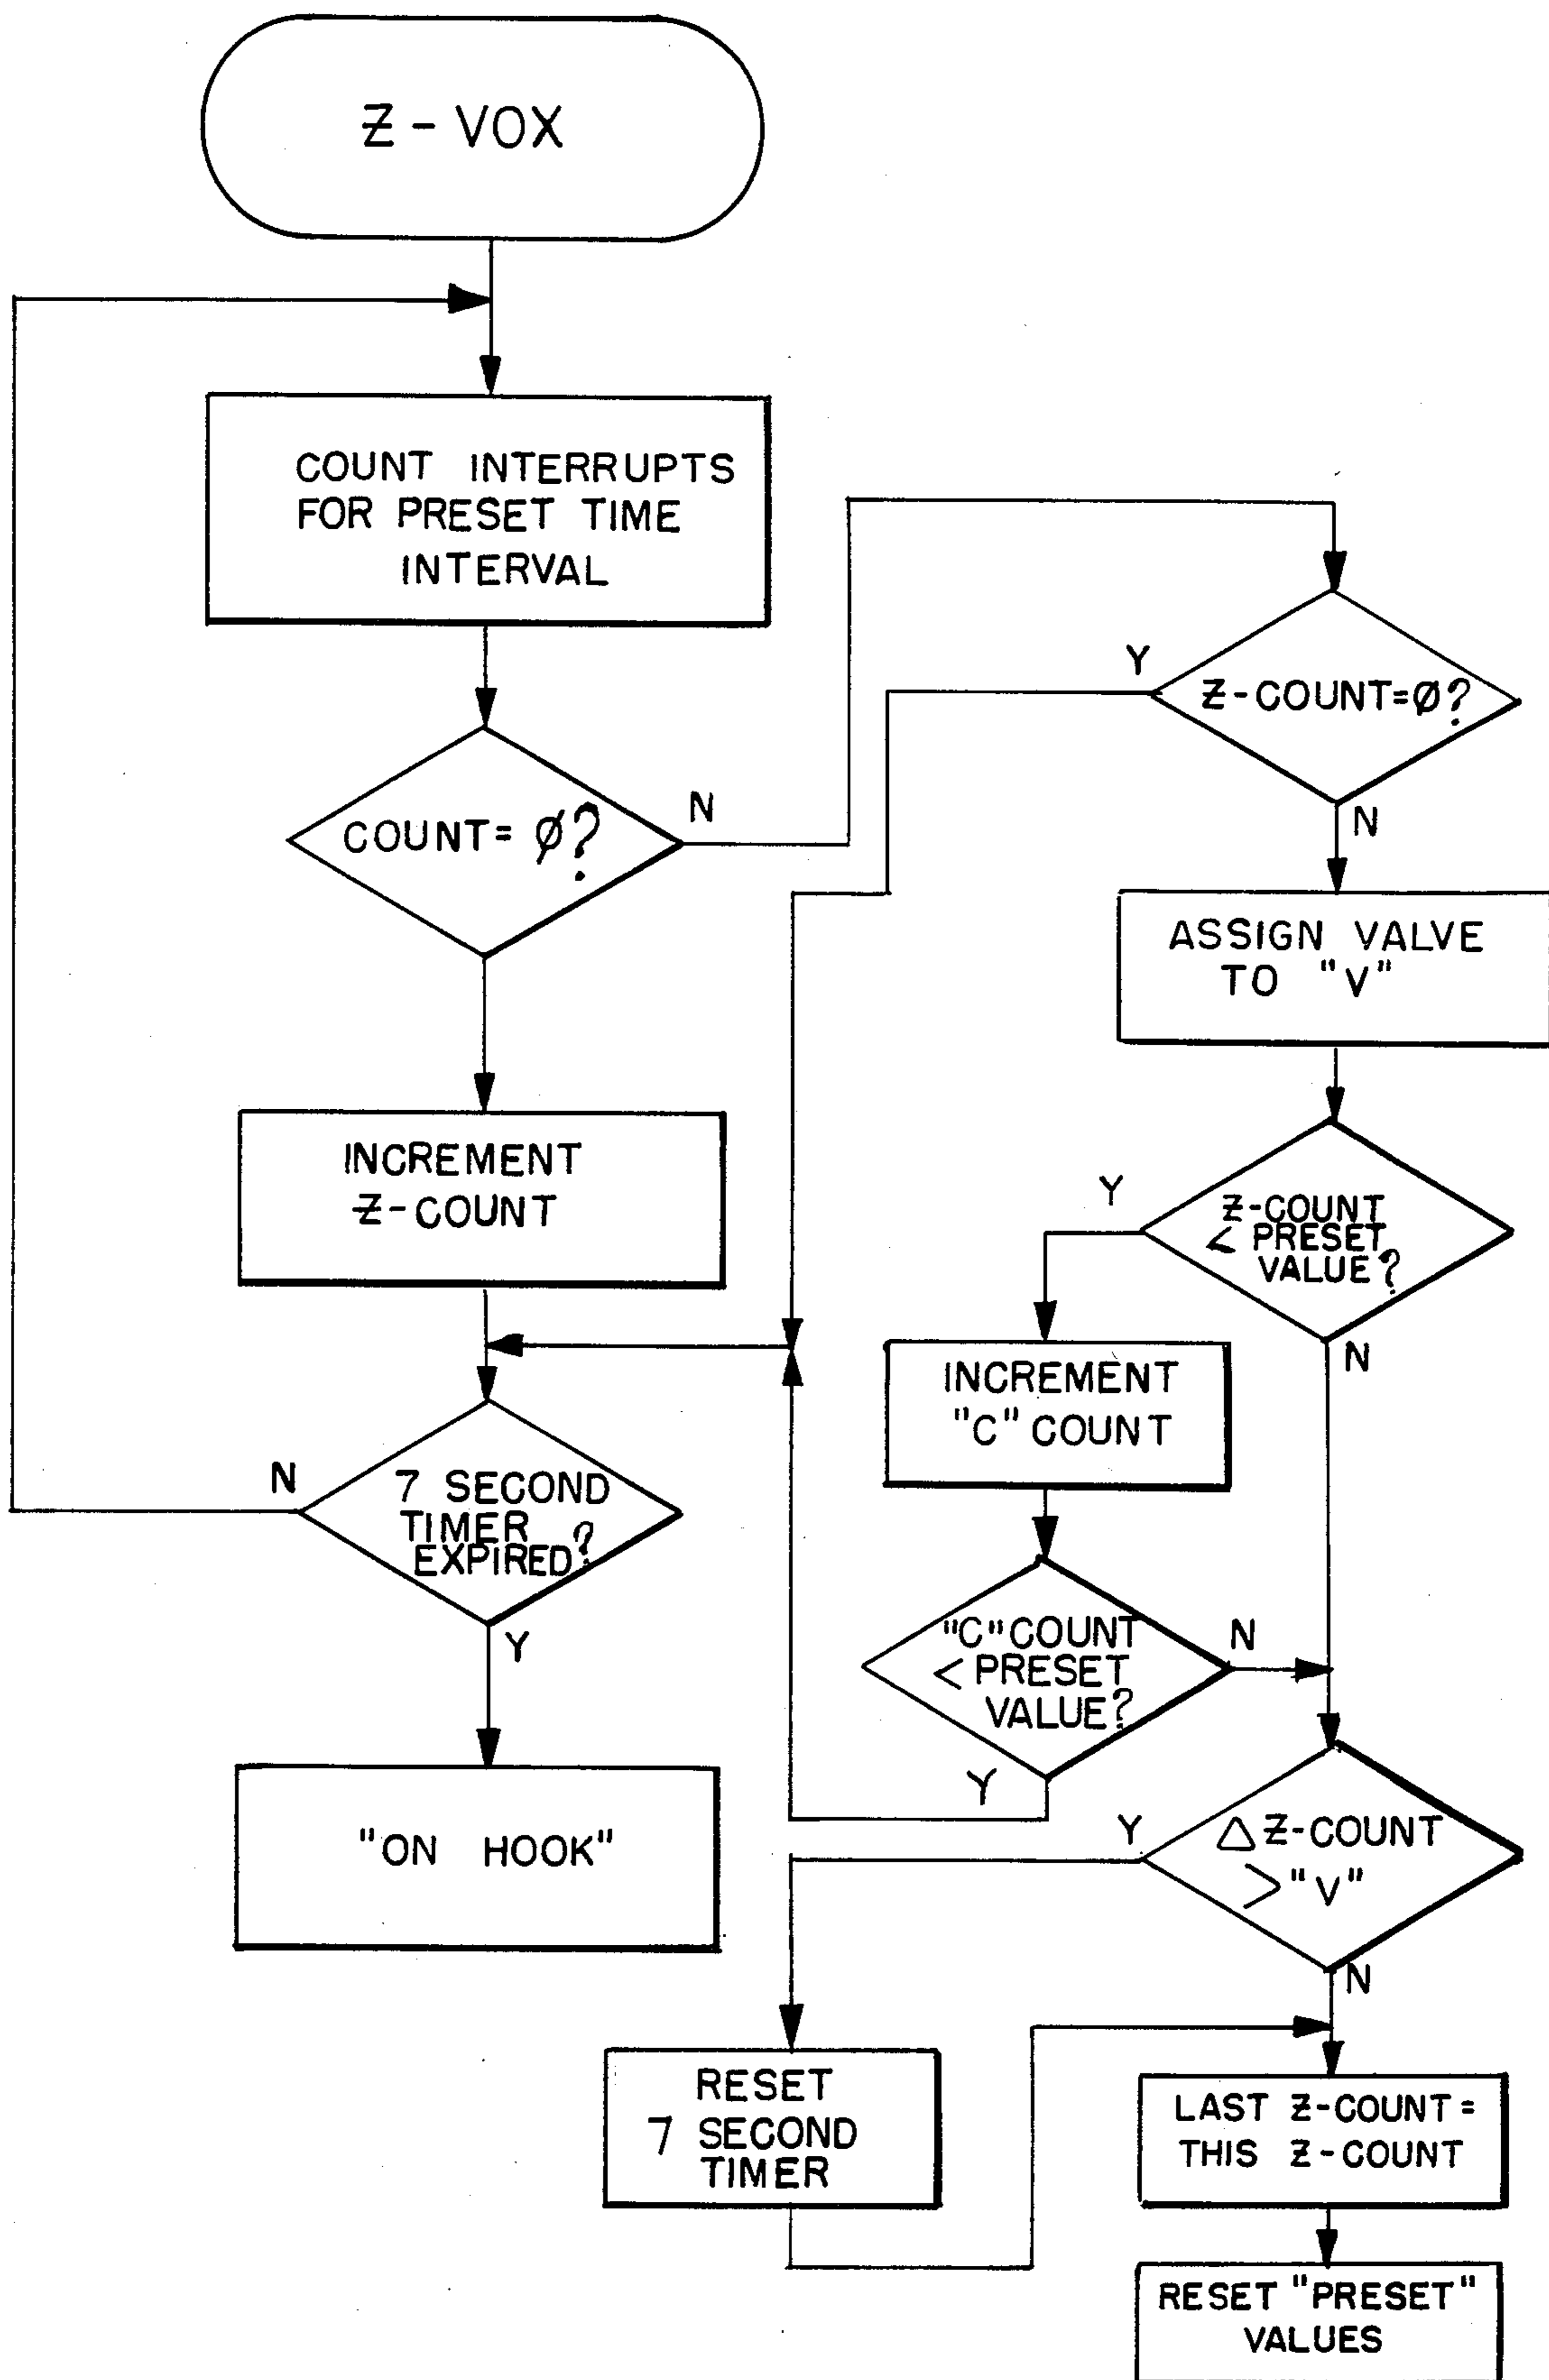 Ƶ - VOX
COUNT INTERRUPTS
FOR PRESET TIME
INTERVAL
COUNT= Ø?
N
INCREMENT
Ƶ-COUNT
7 SECOND
TIMER
EXPIRED?
N
Y
"ON HOOK"
Y
Ƶ-COUNT=Ø?
N
ASSIGN VALVE
TO "V"
Y
Ƶ-COUNT
< PRESET
VALUE?
N
INCREMENT
"C" COUNT
"C" COUNT
< PRESET
VALUE?
N
Y
Y
△ Ƶ-COUNT
> "V"
N
RESET
7 SECOND
TIMER
LAST Ƶ-COUNT=
THIS Ƶ-COUNT
RESET "PRESET"
VALUES